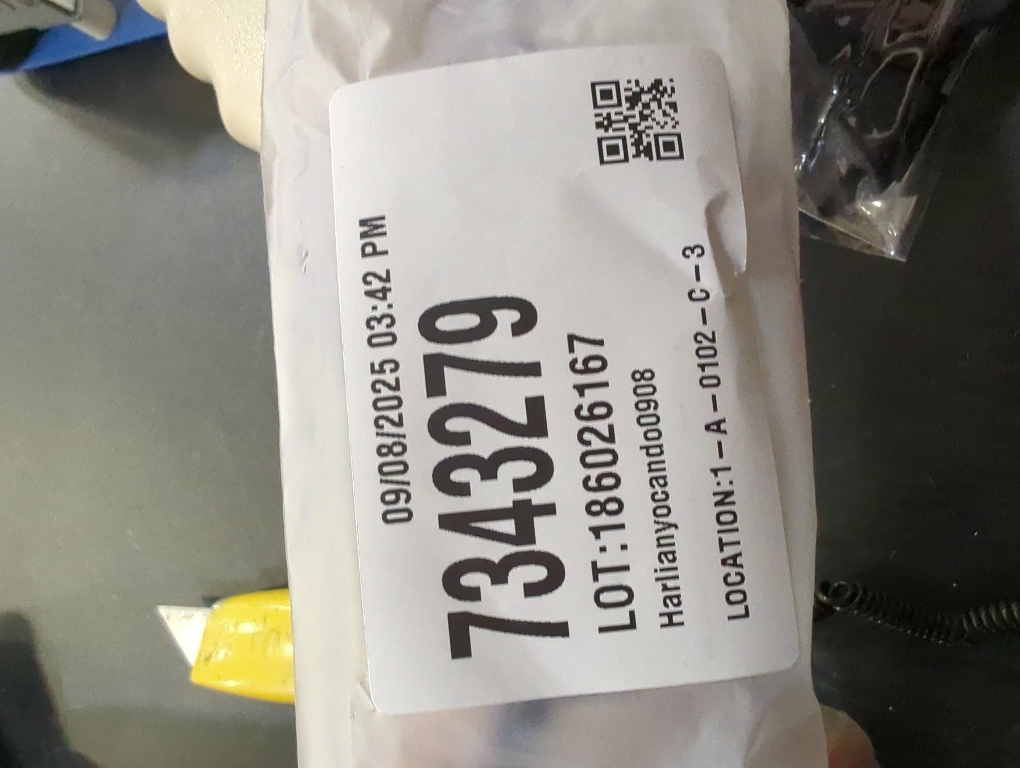 09/08/2025 03:42 PM
7343279
LOT:186026167
Harlianyocando0908
LOCATION:1-A-0102-C-3